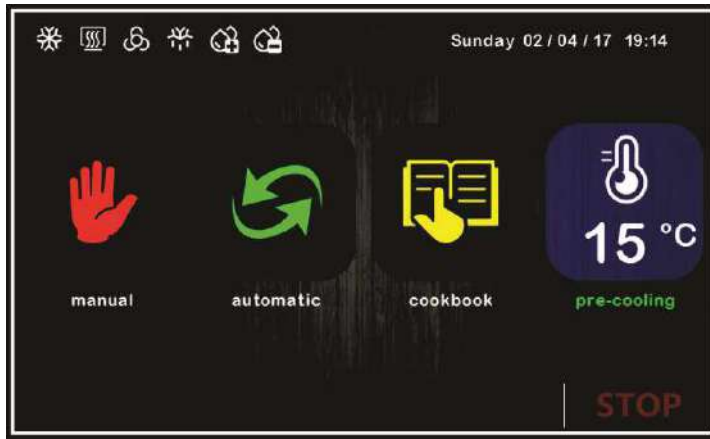 Sunday 02 / 04 / 17 19:14
15 °C
manual
automatic
cookbook
pre-cooling
STOP